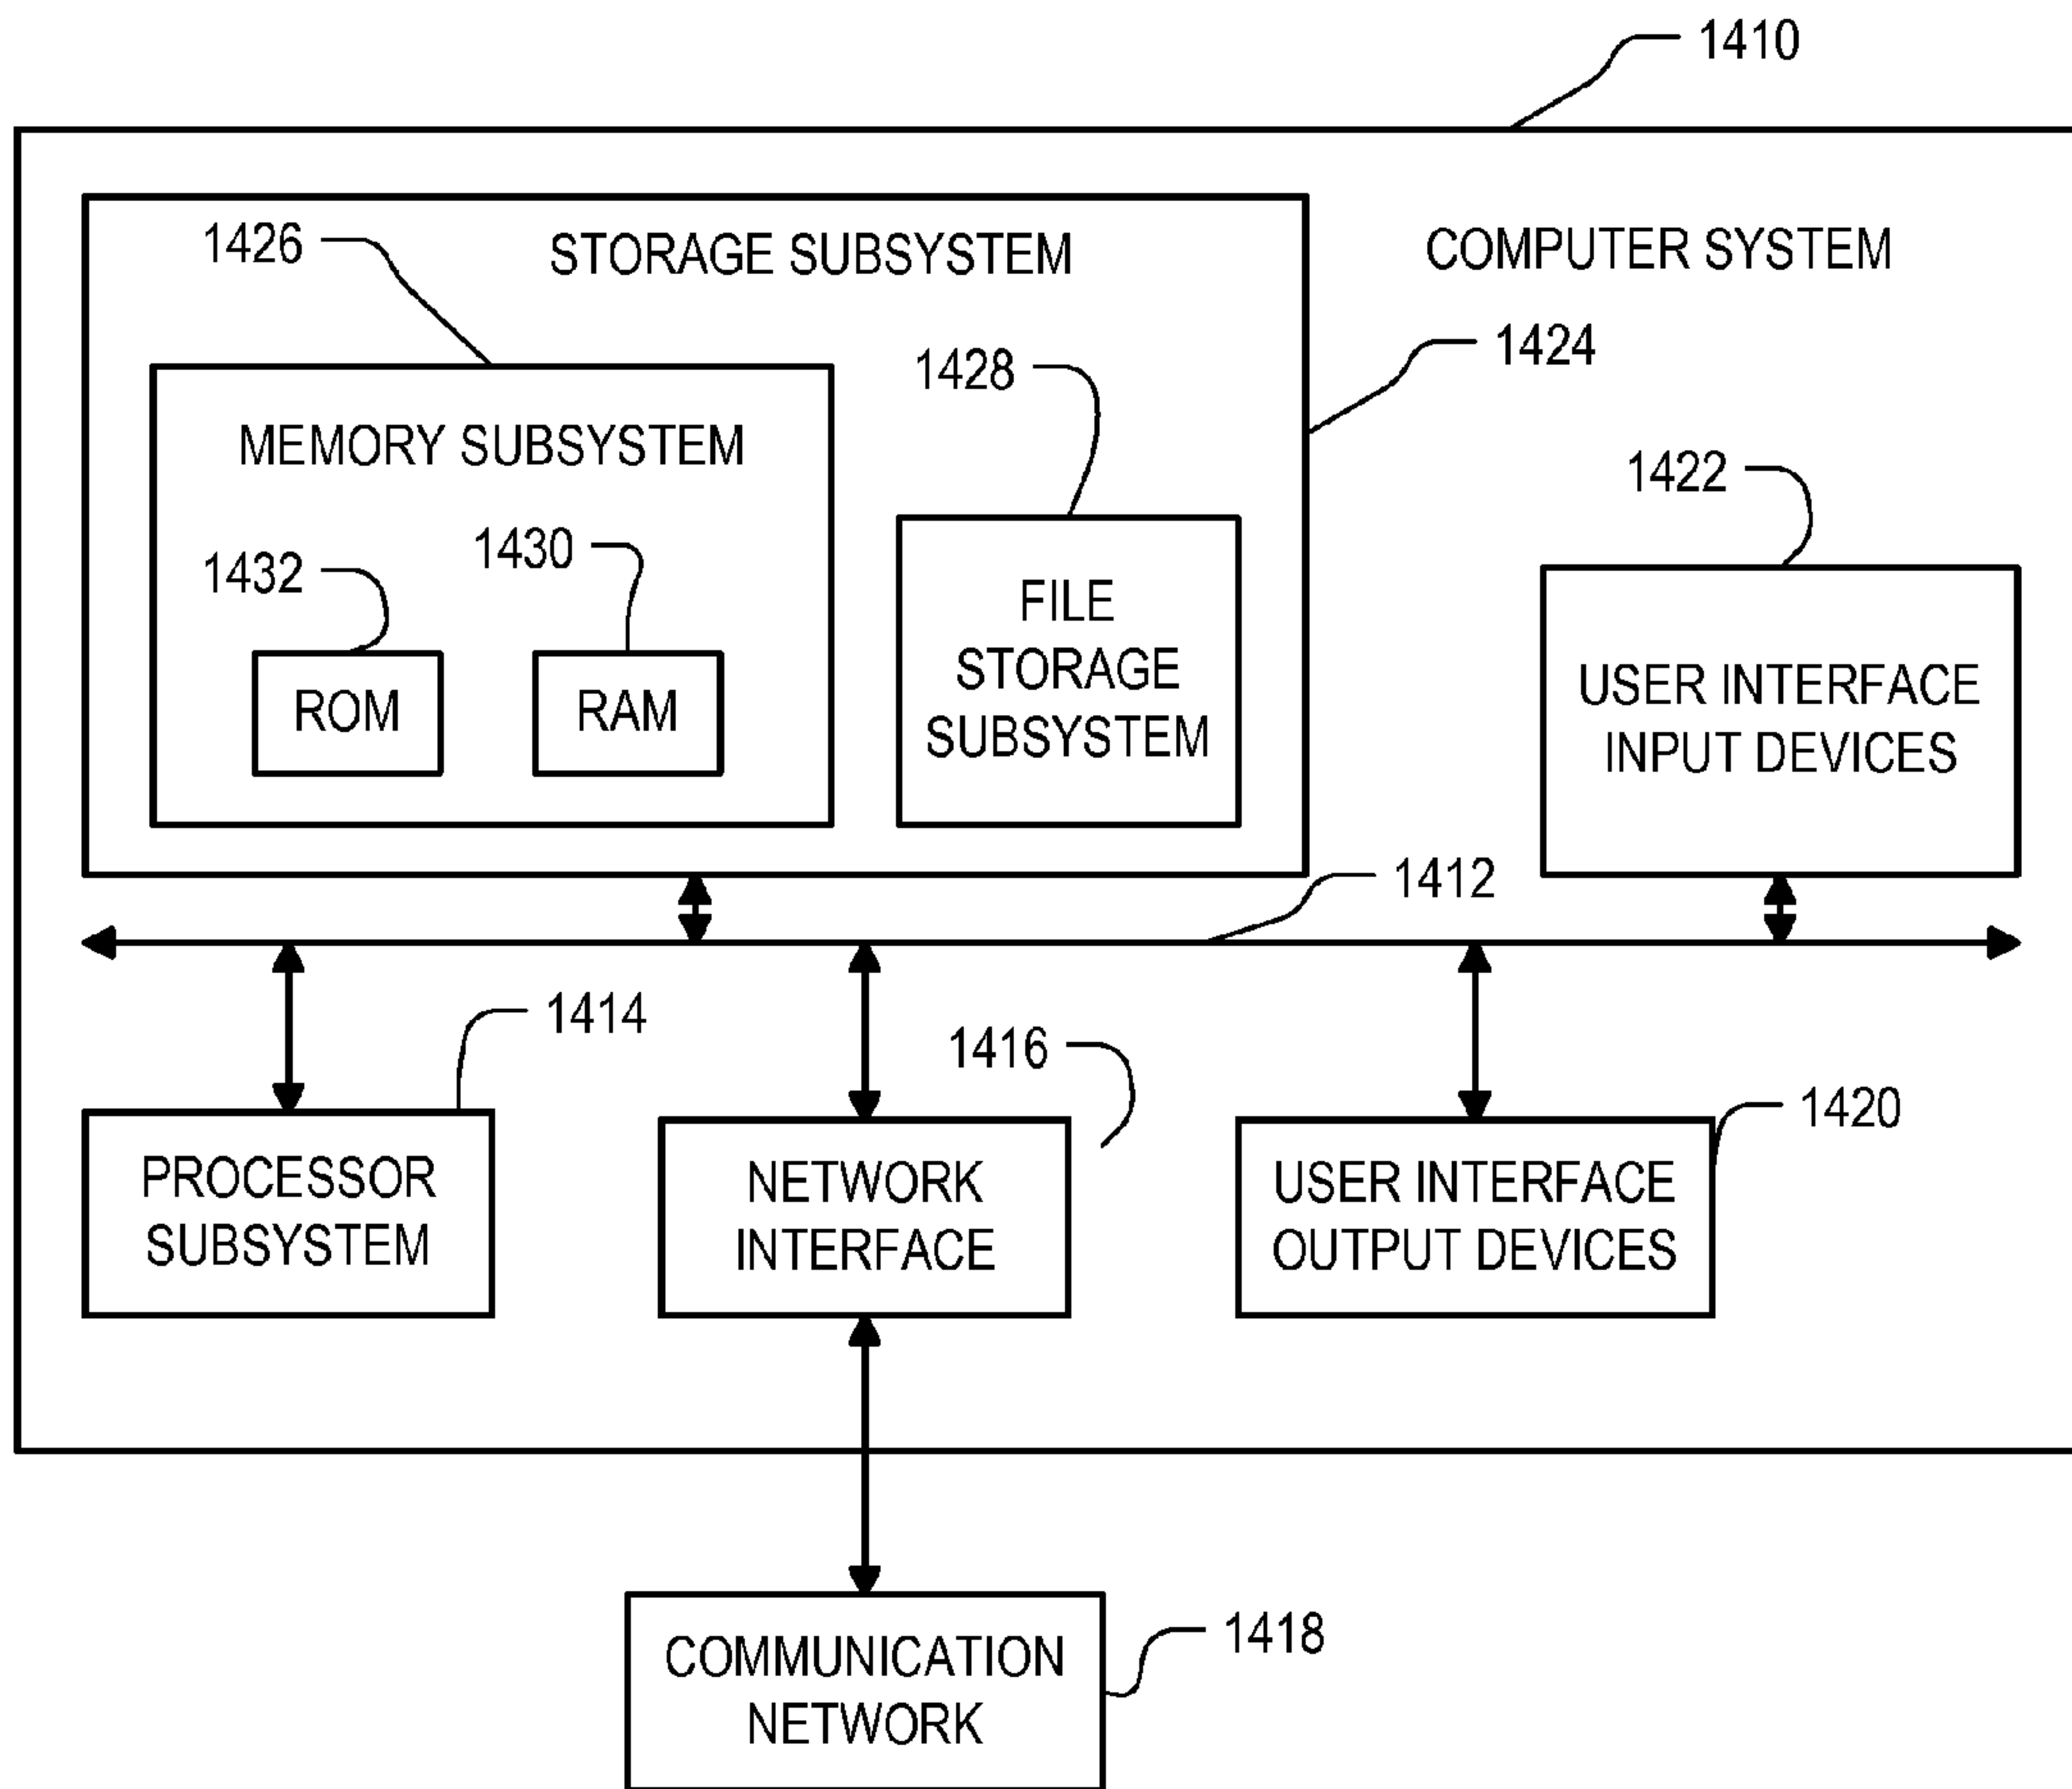 1410
1426
STORAGE SUBSYSTEM
COMPUTER SYSTEM
1424
1428
MEMORY SUBSYSTEM
1422
1432
1430
FILE
STORAGE
SUBSYSTEM
ROM
RAM
USER INTERFACE
INPUT DEVICES
1412
1414
1416
1420
PROCESSOR
SUBSYSTEM
NETWORK
INTERFACE
USER INTERFACE
OUTPUT DEVICES
COMMUNICATION
NETWORK
1418